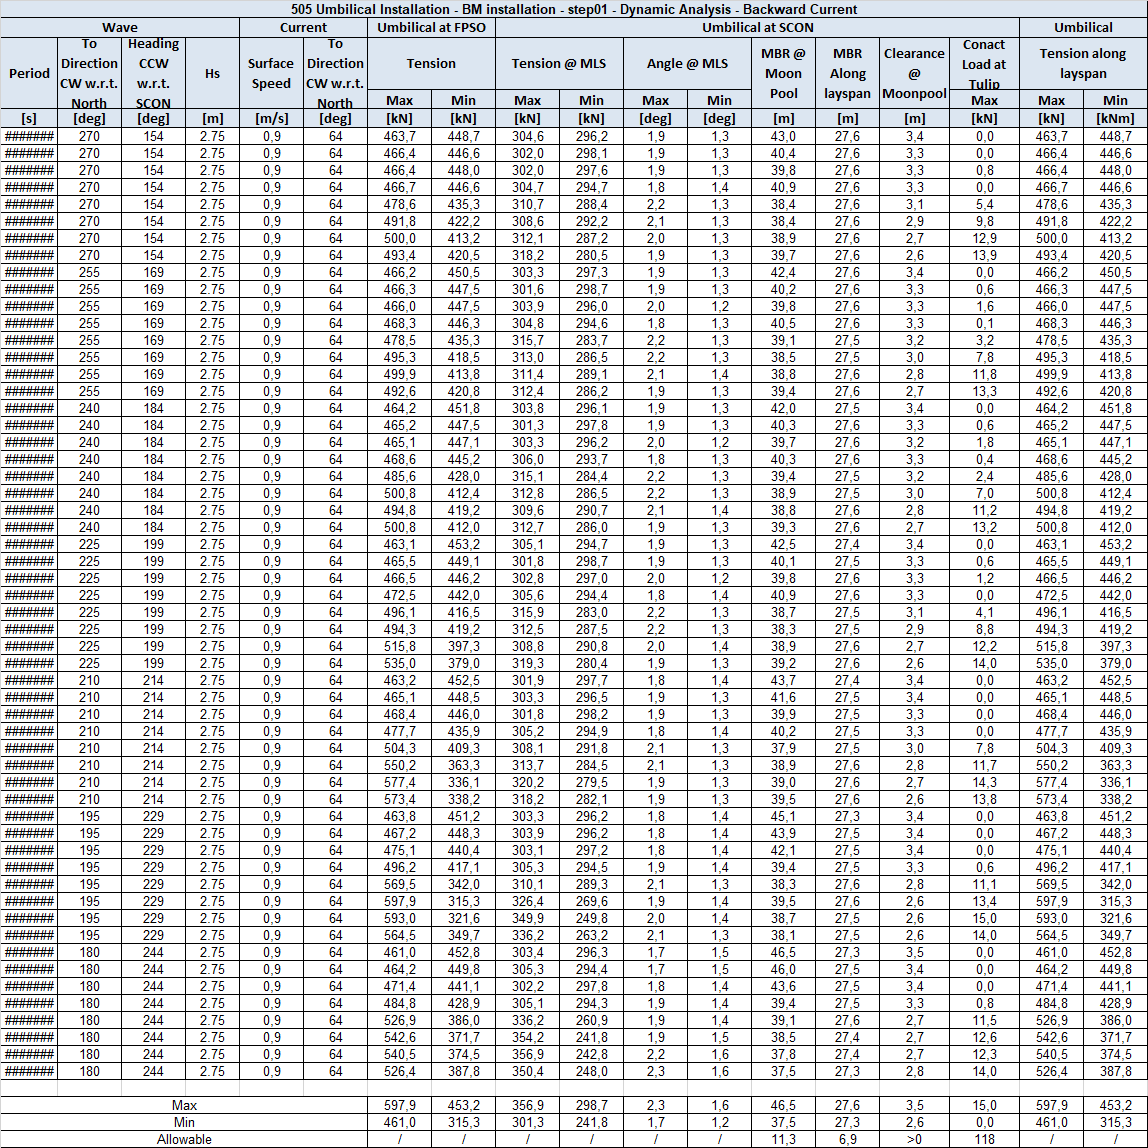 505 Umbilical Installation - BM installation - step01 - Dynamic Analysis - Backward Current
Wave Current Umbilical at FPSO Umbilical at SCON Umbilical
Period To Direction CW w.r.t. North Heading CCW w.r.t. SCON Hs Surface Speed To Direction CW w.r.t. North Tension Tension @ MLS Angle @ MLS MBR @ Moon Pool MBR Along layspan Clearance @ Moonpool Conact Load at Tulip Tension along layspan
Max Min Max Min Max Min Max Max Min
[s] [deg] [deg] [m] [m/s] [deg] [kN] [kN] [kN] [kN] [deg] [deg] [m] [m] [m] [kN] [kN] [kNm]
####### 270 154 2.75 0,9 64 463,7 448,7 304,6 296,2 1,9 1,3 43,0 27,6 3,4 0,0 463,7 448,7
####### 270 154 2.75 0,9 64 466,4 446,6 302,0 298,1 1,9 1,3 40,4 27,6 3,3 0,0 466,4 446,6
####### 270 154 2.75 0,9 64 466,4 448,0 302,0 297,6 1,9 1,3 39,8 27,6 3,3 0,8 466,4 448,0
####### 270 154 2.75 0,9 64 466,7 446,6 304,7 294,7 1,8 1,4 40,9 27,6 3,3 0,0 466,7 446,6
####### 270 154 2.75 0,9 64 478,6 435,3 310,7 288,4 2,2 1,3 38,4 27,6 3,1 5,4 478,6 435,3
####### 270 154 2.75 0,9 64 491,8 422,2 308,6 292,2 2,1 1,3 38,4 27,6 2,9 9,8 491,8 422,2
####### 270 154 2.75 0,9 64 500,0 413,2 312,1 287,2 2,0 1,3 38,9 27,6 2,7 12,9 500,0 413,2
####### 270 154 2.75 0,9 64 493,4 420,5 318,2 280,5 1,9 1,3 39,7 27,6 2,6 13,9 493,4 420,5
####### 255 169 2.75 0,9 64 466,2 450,5 303,3 297,3 1,9 1,3 42,4 27,6 3,4 0,0 466,2 450,5
####### 255 169 2.75 0,9 64 466,3 447,5 301,6 298,7 1,9 1,3 40,2 27,6 3,3 0,6 466,3 447,5
####### 255 169 2.75 0,9 64 466,0 447,5 303,9 296,0 2,0 1,2 39,8 27,6 3,3 1,6 466,0 447,5
####### 255 169 2.75 0,9 64 468,3 446,3 304,8 294,6 1,8 1,3 40,5 27,6 3,3 0,1 468,3 446,3
####### 255 169 2.75 0,9 64 478,5 435,3 315,7 283,7 2,2 1,3 39,1 27,6 3,2 3,2 478,5 435,3
####### 255 169 2.75 0,9 64 495,3 418,5 313,0 286,5 2,2 1,3 38,5 27,6 3,0 7,8 495,3 418,5
####### 255 169 2.75 0,9 64 499,9 413,8 311,4 289,1 2,1 1,4 38,8 27,6 2,8 11,8 499,9 413,8
####### 255 169 2.75 0,9 64 492,6 420,8 312,4 286,2 1,9 1,3 39,4 27,6 2,7 13,3 492,6 420,8
####### 240 184 2.75 0,9 64 464,2 451,8 303,8 296,1 1,9 1,3 42,0 27,5 3,4 0,0 464,2 451,8
####### 240 184 2.75 0,9 64 465,2 447,5 301,3 297,8 1,9 1,3 40,3 27,6 3,3 0,6 465,2 447,5
####### 240 184 2.75 0,9 64 465,1 447,1 303,3 296,2 2,0 1,2 39,7 27,6 3,2 1,8 465,1 447,1
####### 240 184 2.75 0,9 64 468,6 445,2 306,0 293,7 1,8 1,3 40,3 27,6 3,3 0,4 468,6 445,2
####### 240 184 2.75 0,9 64 485,6 428,0 315,1 284,4 2,2 1,3 39,4 27,5 3,2 2,4 485,6 428,0
####### 240 184 2.75 0,9 64 500,8 412,4 312,8 286,5 2,2 1,3 38,9 27,5 3,0 7,0 500,8 412,4
####### 240 184 2.75 0,9 64 494,8 419,2 309,6 290,7 2,1 1,4 38,8 27,6 2,8 11,2 494,8 419,2
####### 240 184 2.75 0,9 64 500,8 412,0 312,7 286,0 1,9 1,3 39,3 27,6 2,7 13,2 500,8 412,0
####### 225 199 2.75 0,9 64 463,1 453,2 305,1 294,7 1,9 1,3 42,5 27,4 3,4 0,0 463,1 453,2
####### 225 199 2.75 0,9 64 465,5 449,1 301,8 298,7 1,9 1,3 40,1 27,5 3,3 0,6 465,5 449,1
####### 225 199 2.75 0,9 64 466,5 446,2 302,8 297,0 2,0 1,2 39,8 27,6 3,3 1,2 466,5 446,2
####### 225 199 2.75 0,9 64 472,5 442,0 305,6 294,4 1,8 1,4 40,9 27,6 3,3 0,0 472,5 442,0
####### 225 199 2.75 0,9 64 496,1 416,5 315,9 283,0 2,2 1,3 38,7 27,5 3,1 4,1 496,1 416,5
####### 225 199 2.75 0,9 64 494,3 419,2 312,5 287,5 2,2 1,3 38,3 27,5 2,9 8,8 494,3 419,2
####### 225 199 2.75 0,9 64 515,8 397,3 308,8 290,8 2,0 1,4 38,9 27,6 2,7 12,2 515,8 397,3
####### 225 199 2.75 0,9 64 535,0 379,0 319,3 280,4 1,9 1,3 39,2 27,6 2,6 14,0 535,0 379,0
####### 210 214 2.75 0,9 64 463,2 452,5 301,9 297,7 1,8 1,4 43,7 27,4 3,4 0,0 463,2 452,5
####### 210 214 2.75 0,9 64 465,1 448,5 303,3 296,5 1,9 1,3 41,6 27,5 3,4 0,0 465,1 448,5
####### 210 214 2.75 0,9 64 468,4 446,0 301,8 298,2 1,9 1,3 39,9 27,5 3,3 0,0 468,4 446,0
####### 210 214 2.75 0,9 64 477,7 435,9 305,2 294,9 1,8 1,4 40,2 27,5 3,3 0,0 477,7 435,9
####### 210 214 2.75 0,9 64 504,3 409,3 308,1 291,8 2,1 1,3 37,9 27,5 3,0 7,8 504,3 409,3
####### 210 214 2.75 0,9 64 550,2 363,3 313,7 284,5 2,1 1,3 38,9 27,6 2,8 11,7 550,2 363,3
####### 210 214 2.75 0,9 64 577,4 336,1 320,2 279,5 1,9 1,3 39,0 27,6 2,7 14,3 577,4 336,1
####### 210 214 2.75 0,9 64 573,4 338,2 318,2 282,1 1,9 1,3 39,5 27,6 2,6 13,8 573,4 338,2
####### 195 229 2.75 0,9 64 463,8 451,2 303,3 296,2 1,8 1,4 45,1 27,3 3,4 0,0 463,8 451,2
####### 195 229 2.75 0,9 64 467,2 448,3 303,9 296,2 1,8 1,4 43,9 27,5 3,4 0,0 467,2 448,3
####### 195 229 2.75 0,9 64 475,1 440,4 303,1 297,2 1,8 1,4 42,1 27,5 3,4 0,0 475,1 440,4
####### 195 229 2.75 0,9 64 496,2 417,1 305,3 294,5 1,9 1,4 39,4 27,5 3,3 0,6 496,2 417,1
####### 195 229 2.75 0,9 64 569,5 342,0 310,1 289,3 2,1 1,3 38,3 27,6 2,8 11,1 569,5 342,0
####### 195 229 2.75 0,9 64 597,9 315,3 326,4 269,6 1,9 1,4 39,5 27,6 2,6 13,4 597,9 315,3
####### 195 229 2.75 0,9 64 593,0 321,6 349,9 249,8 2,0 1,4 38,7 27,5 2,6 15,0 593,0 321,6
####### 195 229 2.75 0,9 64 564,5 349,7 336,2 263,2 2,1 1,3 38,1 27,5 2,6 14,0 564,5 349,7
####### 180 244 2.75 0,9 64 461,0 452,8 303,4 296,3 1,7 1,5 46,5 27,3 3,5 0,0 461,0 452,8
####### 180 244 2.75 0,9 64 464,2 449,8 305,3 294,4 1,7 1,5 46,0 27,5 3,4 0,0 464,2 449,8
####### 180 244 2.75 0,9 64 471,4 441,1 302,2 297,8 1,8 1,4 43,6 27,5 3,4 0,0 471,4 441,1
####### 180 244 2.75 0,9 64 484,8 428,9 305,1 294,3 1,9 1,4 39,4 27,5 3,3 0,8 484,8 428,9
####### 180 244 2.75 0,9 64 526,9 386,0 336,2 260,9 1,9 1,4 39,1 27,6 2,7 11,5 526,9 386,0
####### 180 244 2.75 0,9 64 542,6 371,7 354,2 241,8 1,9 1,5 38,5 27,4 2,7 12,6 542,6 371,7
####### 180 244 2.75 0,9 64 540,5 374,5 356,9 242,8 2,2 1,6 37,8 27,4 2,7 12,3 540,5 374,5
####### 180 244 2.75 0,9 64 526,4 387,8 350,4 248,0 2,3 1,6 37,5 27,3 2,8 14,0 526,4 387,8
Max 597,9 453,2 356,9 298,7 2,3 1,6 46,5 27,6 3,5 15,0 597,9 453,2
Min 461,0 315,3 301,3 241,8 1,7 1,2 37,5 27,3 2,6 0,0 461,0 315,3
Allowable / / / / / / 11,3 6,9 >0 118 / /